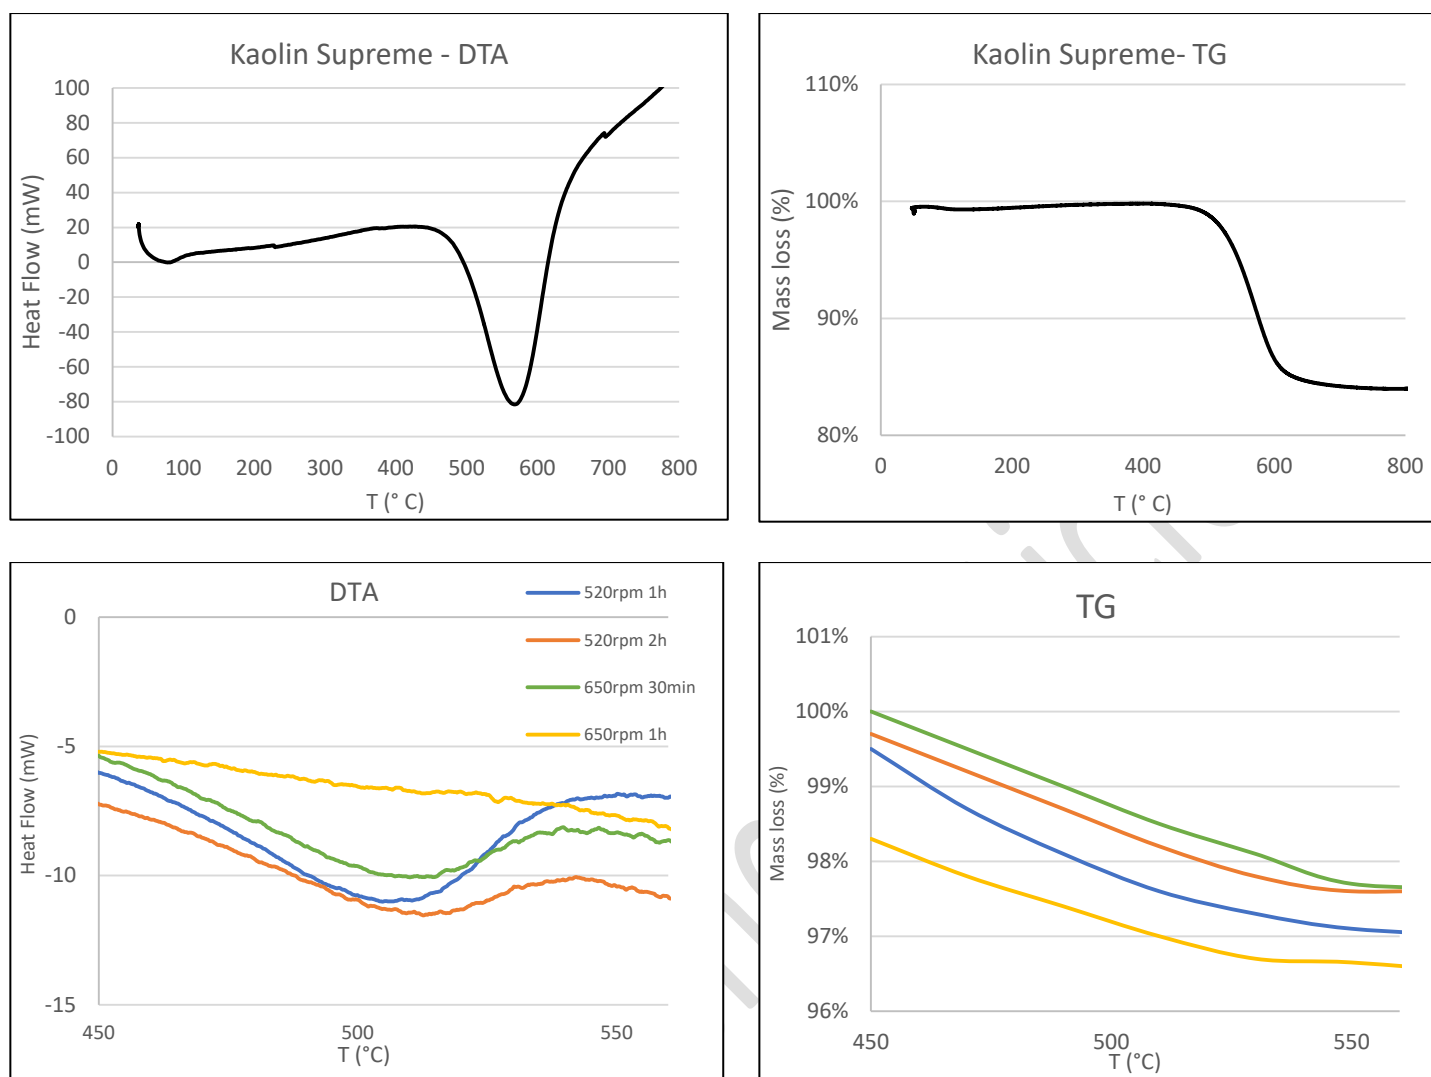 Kaolin Supreme - DTA
Heat Flow (mW)
100
80
60
40
20
0
-20
-40
-60
-80
-100
0 100 200 300 400 500 600 700 800
T (° C)
Kaolin Supreme- TG
Mass loss (%)
110%
100%
90%
80%
0 200 400 600 800
T (° C)
DTA
520rpm 1h
520rpm 2h
650rpm 30min
650rpm 1h
Heat Flow (mW)
0
-5
-10
-15
450 500 550
T (°C)
TG
Mass loss (%)
101%
100%
99%
98%
97%
96%
450 500 550
T (°C)